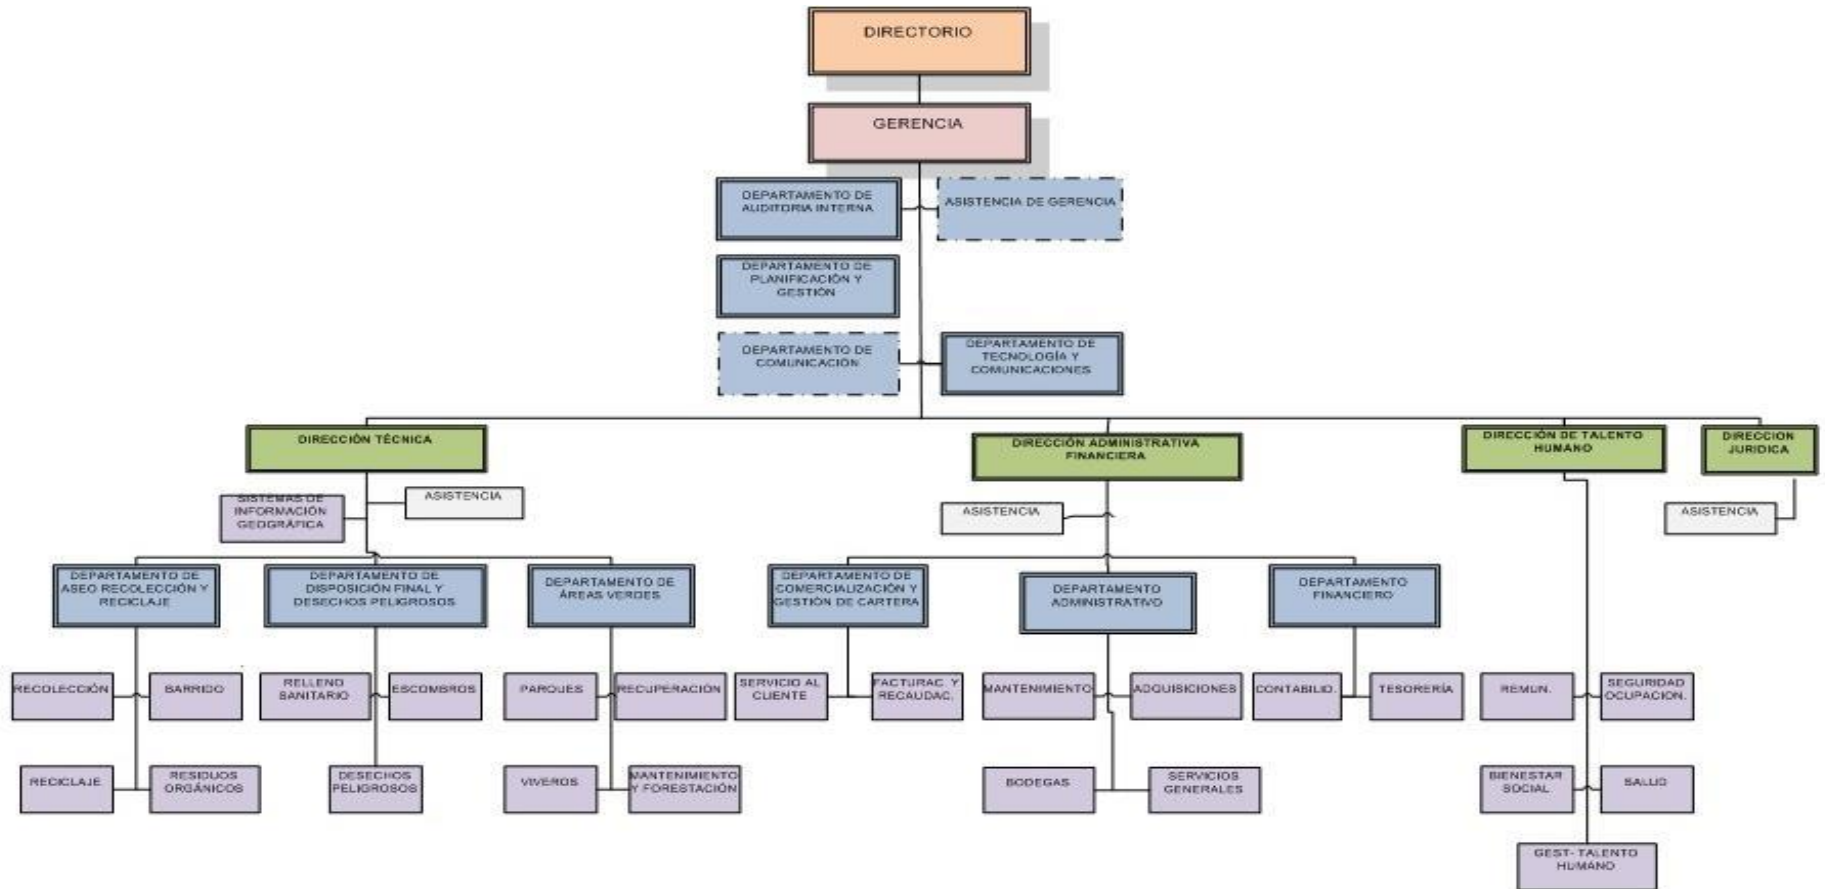 DIRECTORIO
GERENCIA
DEPARTAMENTO DE
AUDITORIA INTERNA
ASISTENCIA DE GERENCIA
DEPARTAMENTO DE
PLANIFICACIÓN Y
GESTIÓN
DEPARTAMENTO DE
COMUNICACIÓN
DEPARTAMENTO DE
TECNOLOGÍA Y
COMUNICACIONES
DIRECCIÓN TÉCNICA
DIRECCIÓN ADMINISTRATIVA
FINANCIERA
DIRECCIÓN DE TALENTO
HUMANO
DIRECCION
JURIDICA
SISTEMAS DE
INFORMACIÓN
GEOGRÁFICA
ASISTENCIA
ASISTENCIA
ASISTENCIA
DEPARTAMENTO DE
ASEO RECOLECCIÓN Y
RECICLAJE
DEPARTAMENTO DE
DISPOSICIÓN FINAL Y
DESECHOS PELIGROSOS
DEPARTAMENTO DE
ÁREAS VERDES
DEPARTAMENTO DE
COMERCIALIZACIÓN Y
GESTIÓN DE CARTERA
DEPARTAMENTO
ADMINISTRATIVO
DEPARTAMENTO
FINANCIERO
RECOLECCIÓN
BARRIDO
RELLENO
SANITARIO
ESCOMBROS
PARQUES
RECUPERACIÓN
SERVICIO AL
CLIENTE
FACTURAC. Y
RECAUDAC.
MANTENIMIENTO
ADQUISICIONES
CONTABILID.
TESORERÍA
REMUN.
SEGURIDAD
OCUPACION.
RECICLAJE
RESIDUOS
ORGÁNICOS
DESECHOS
PELIGROSOS
VIVEROS
MANTENIMIENTO
Y FORESTACIÓN
BODEGAS
SERVICIOS
GENERALES
BIENESTAR
SOCIAL
SALUD
GEST- TALENTO
HUMANO